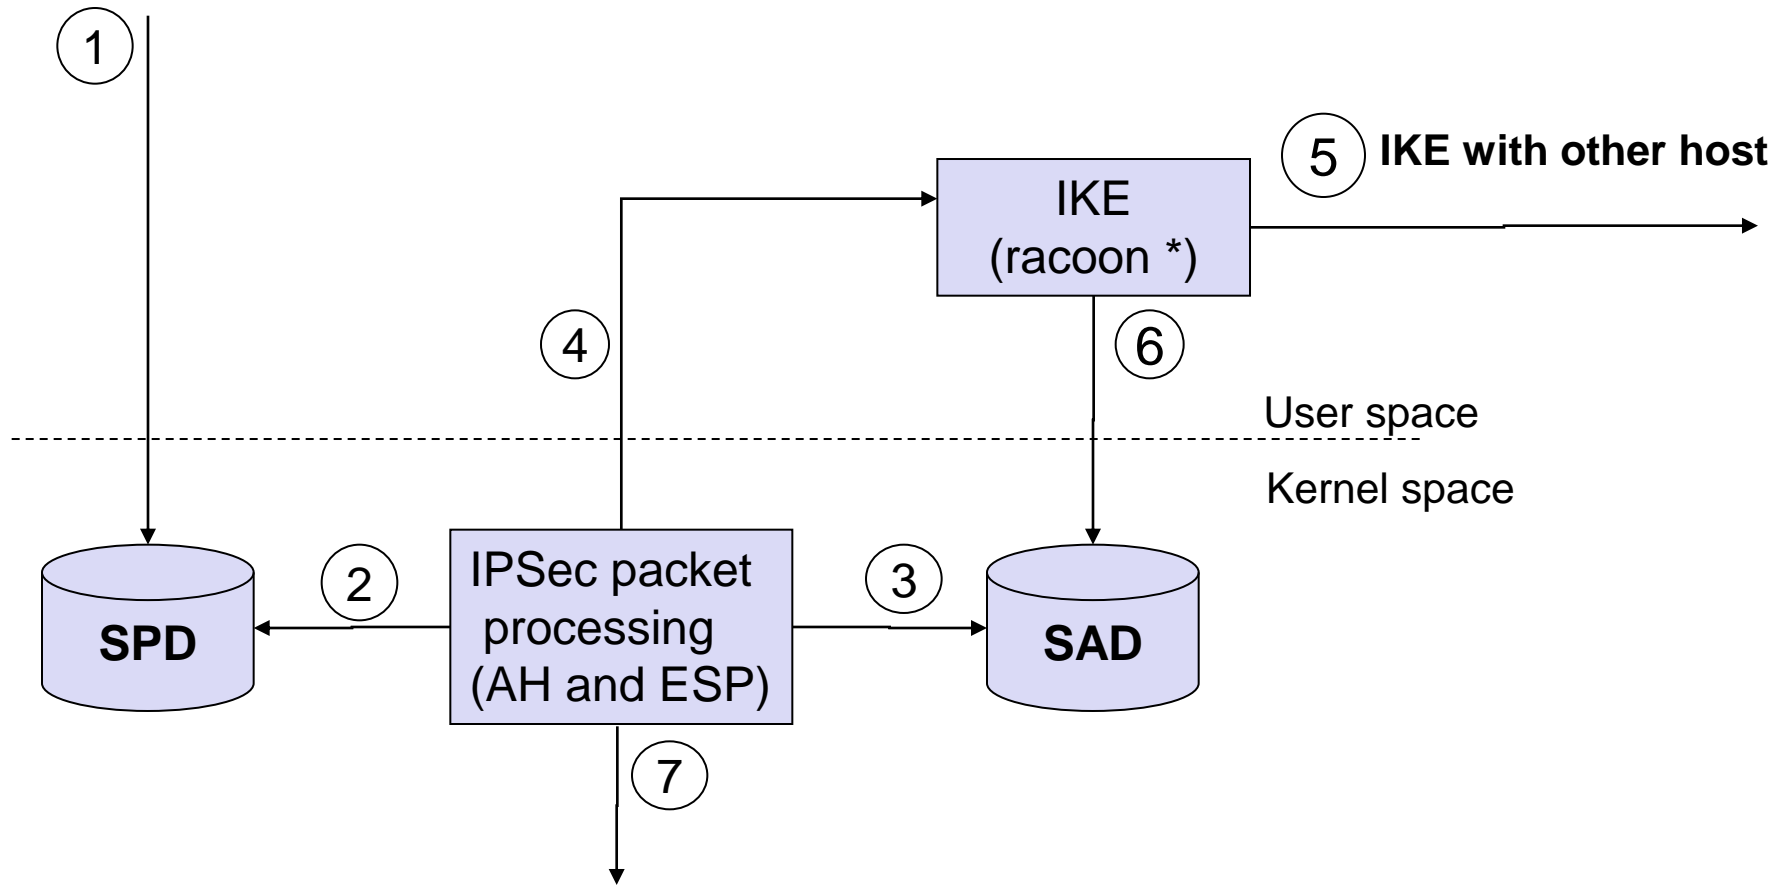 1
5
IKE with other host
IKE
(racoon *)
4
6
User space
Kernel space
2
IPSec packet
processing
(AH and ESP)
3
SPD
SAD
7